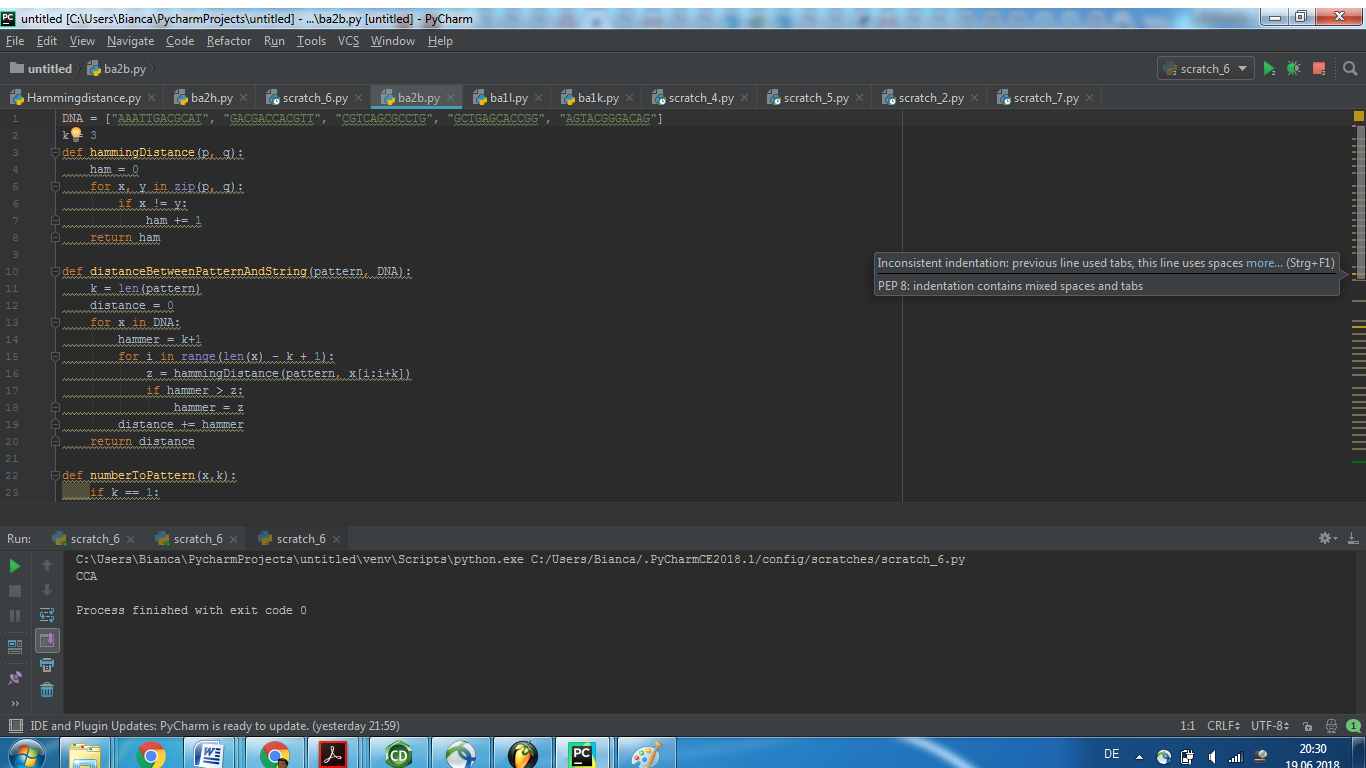 untitled [C:\Users\Bianca\PycharmProjects\untitled] - ...\ba2b.py [untitled] - PyCharm
File Edit View Navigate Code Refactor Run Tools VCS Window Help
untitled ba2b.py scratch_6
Hammingdistance.py ba2h.py scratch_6.py ba2b.py ba1l.py ba1k.py scratch_4.py scratch_5.py scratch_2.py scratch_7.py
1 DNA = ["AAATTGACGCAT", "GACGACCACGTT", "CGTCAGCGCCTG", "GCTGAGCACCGG", "AGTACGGGACAG"]
2 k 3
3 def hammingDistance(p, q):
4 ham = 0
5 for x, y in zip(p, q):
6 if x != y:
7 ham += 1
8 return ham
9
10 def distanceBetweenPatternAndString(pattern, DNA):
11 k = len(pattern)
12 distance = 0
13 for x in DNA:
14 hammer = k+1
15 for i in range(len(x) - k + 1):
16 z = hammingDistance(pattern, x[i:i+k])
17 if hammer > z:
18 hammer = z
19 distance += hammer
20 return distance
21
22 def numberToPattern(x,k):
23 if k == 1:
Inconsistent indentation: previous line used tabs, this line uses spaces more... (Strg+F1)
PEP 8: indentation contains mixed spaces and tabs
Run: scratch_6 scratch_6 scratch_6
C:\Users\Bianca\PycharmProjects\untitled\venv\Scripts\python.exe C:/Users/Bianca/.PyCharmCE2018.1/config/scratches/scratch_6.py
CCA
Process finished with exit code 0
IDE and Plugin Updates: PyCharm is ready to update. (yesterday 21:59) 1:1 CRLF UTF-8 1
DE 20:30
19.06.2018